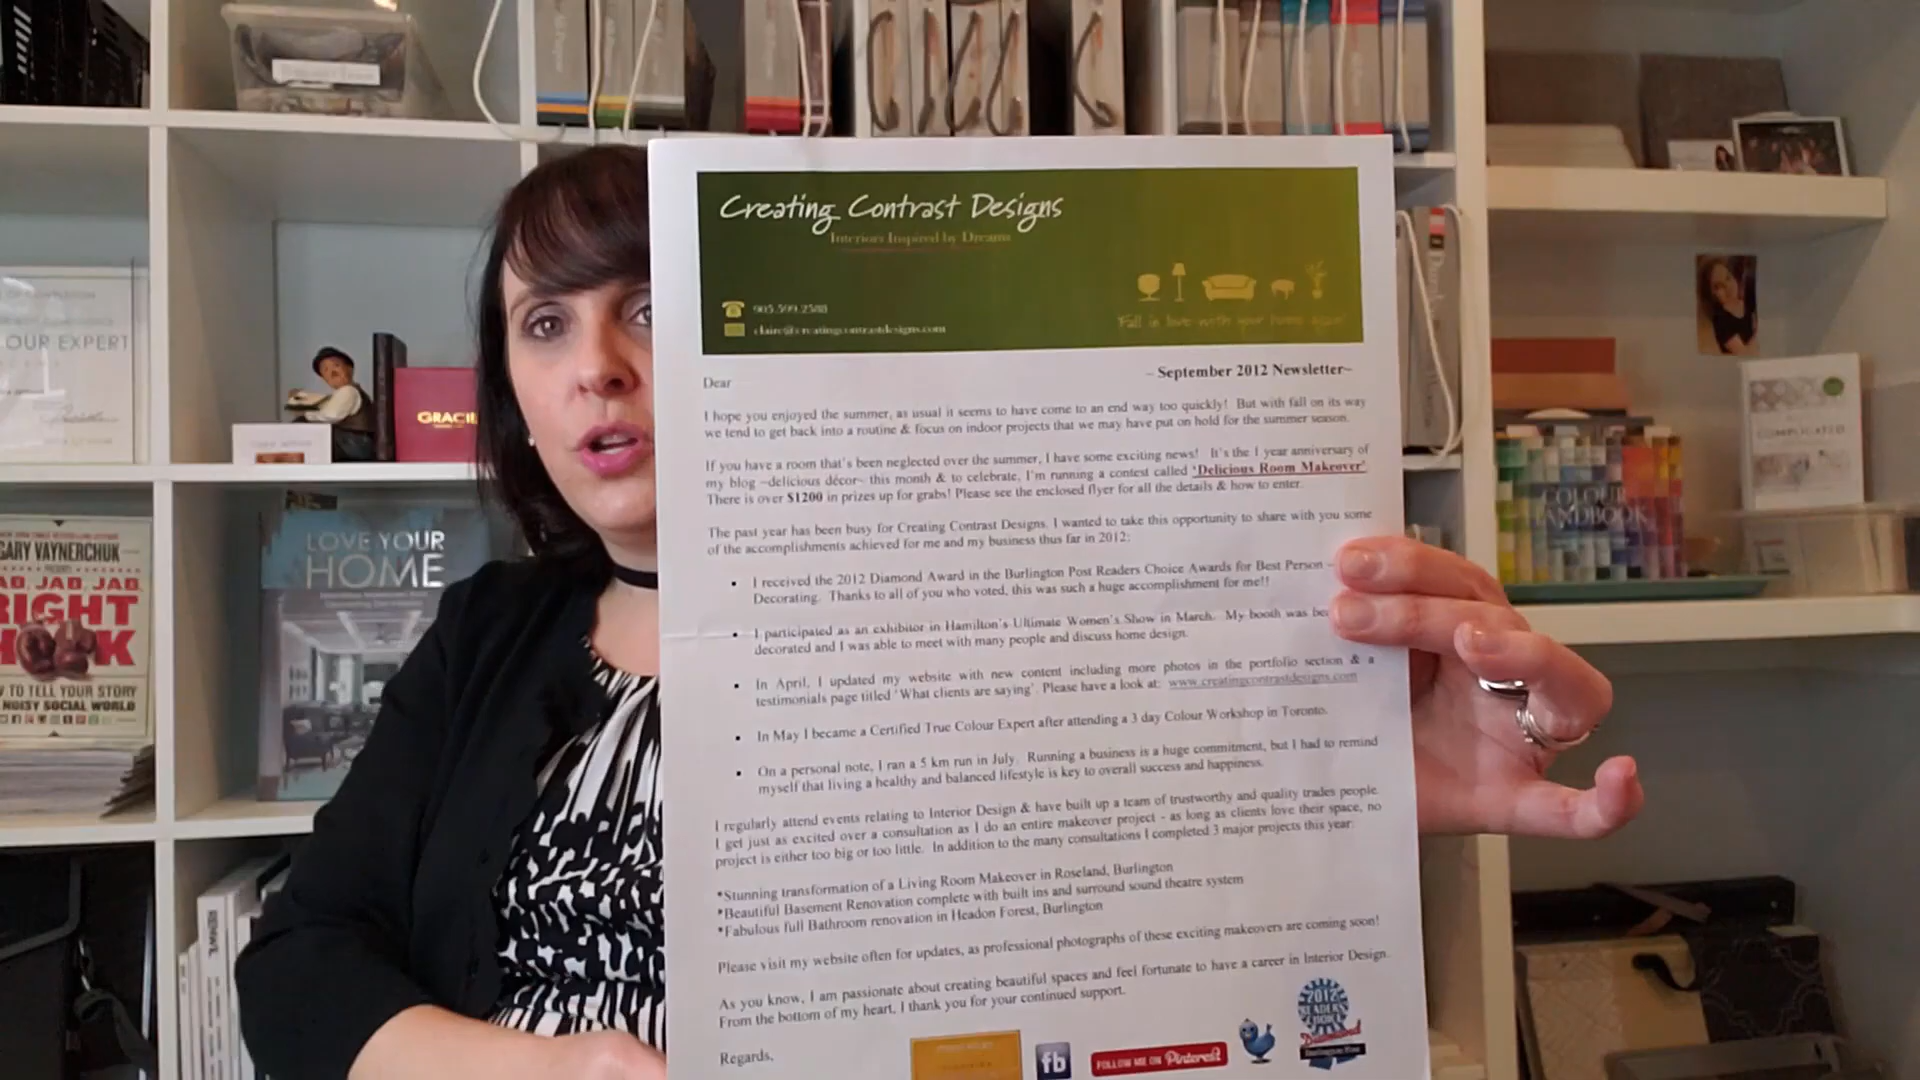 OUR EXPERT
GRACIE
GARY VAYNERCHUK
PRESENTS
JAB, JAB, JAB,
RIGHT
HOOK
TO TELL YOUR STORY
NOISY SOCIAL WORLD
LOVE YOUR
HOME
Creating Contrast Designs
Interiors Inspired by Dreams
905.599.2588
claire@creatingcontrastdesigns.com
'Fall in love with your home again'
~ September 2012 Newsletter~
Dear
I hope you enjoyed the summer, as usual it seems to have come to an end way too quickly! But with fall on its way
we tend to get back into a routine & focus on indoor projects that we may have put on hold for the summer season.
If you have a room that's been neglected over the summer, I have some exciting news! It's the 1 year anniversary of
my blog ~delicious décor~ this month & to celebrate, I'm running a contest called 'Delicious Room Makeover'
There is over $1200 in prizes up for grabs! Please see the enclosed flyer for all the details & how to enter.
The past year has been busy for Creating Contrast Designs. I wanted to take this opportunity to share with you some
of the accomplishments achieved for me and my business thus far in 2012:
• I received the 2012 Diamond Award in the Burlington Post Readers Choice Awards for Best Person –
Decorating. Thanks to all of you who voted, this was such a huge accomplishment for me!!
• I participated as an exhibitor in Hamilton's Ultimate Women's Show in March. My booth was
decorated and I was able to meet with many people and discuss home design.
• In April, I updated my website with new content including more photos in the portfolio section & a
testimonials page titled 'What clients are saying'. Please have a look at: www.creatingcontrastdesigns.com
• In May I became a Certified True Colour Expert after attending a 3 day Colour Workshop in Toronto.
• On a personal note, I ran a 5 km run in July. Running a business is a huge commitment, but I had to remind
myself that living a healthy and balanced lifestyle is key to overall success and happiness.
I regularly attend events relating to Interior Design & have built up a team of trustworthy and quality trades people.
I get just as excited over a consultation as I do an entire makeover project - as long as clients love their space, no
project is either too big or too little. In addition to the many consultations I completed 3 major projects this year:
*Stunning transformation of a Living Room Makeover in Roseland, Burlington
*Beautiful Basement Renovation complete with built ins and surround sound theatre system
*Fabulous full Bathroom renovation in Headon Forest, Burlington
Please visit my website often for updates, as professional photographs of these exciting makeovers are coming soon!
As you know, I am passionate about creating beautiful spaces and feel fortunate to have a career in Interior Design.
From the bottom of my heart, I thank you for your continued support.
Regards,
fb
FOLLOW ME ON Pinterest
2012
READERS
CHOICE
Diamond
Burlington Post
COLOUR
HANDBOOK